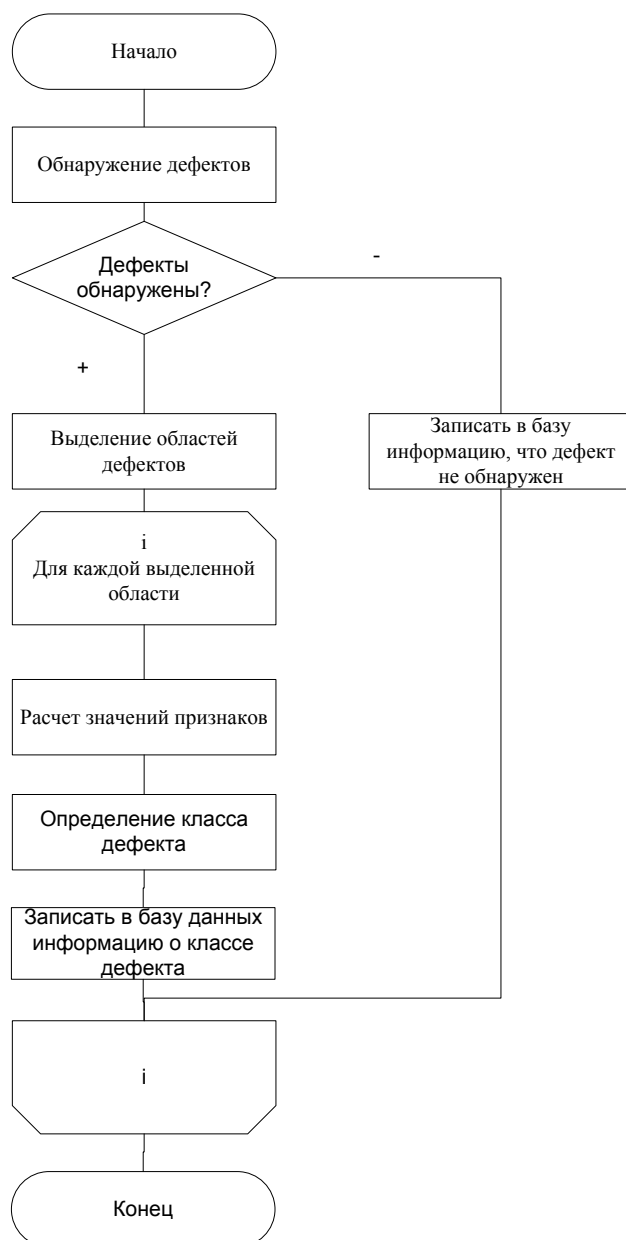 Начало
Обнаружение дефектов
Дефекты
обнаружены?
-
+
Выделение областей
дефектов
Записать в базу
информацию, что дефект
не обнаружен
i
Для каждой выделенной
области
Расчет значений признаков
Определение класса
дефекта
Записать в базу данных
информацию о классе
дефекта
i
Конец